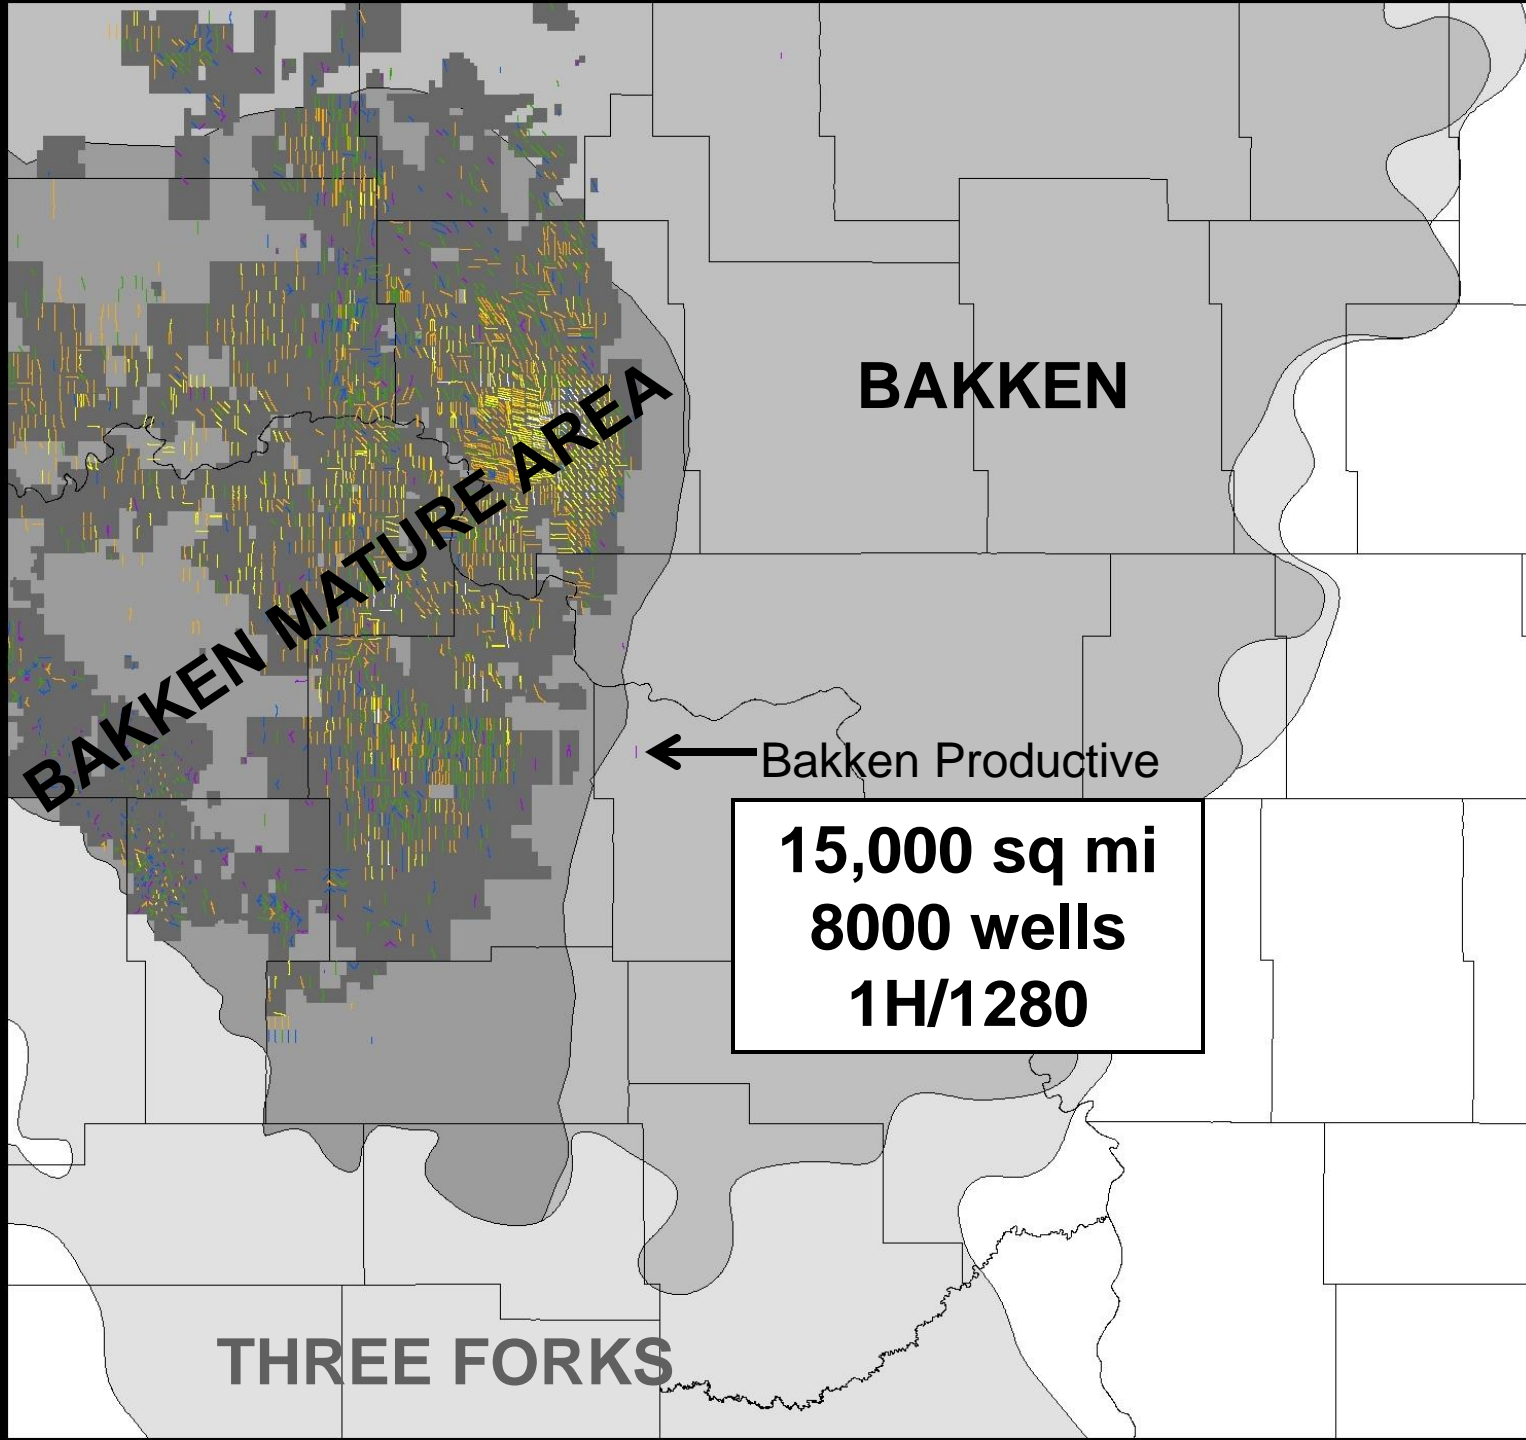 BAKKEN
BAKKEN MATURE AREA
Bakken Productive
15,000 sq mi
8000 wells
1H/1280
THREE FORKS